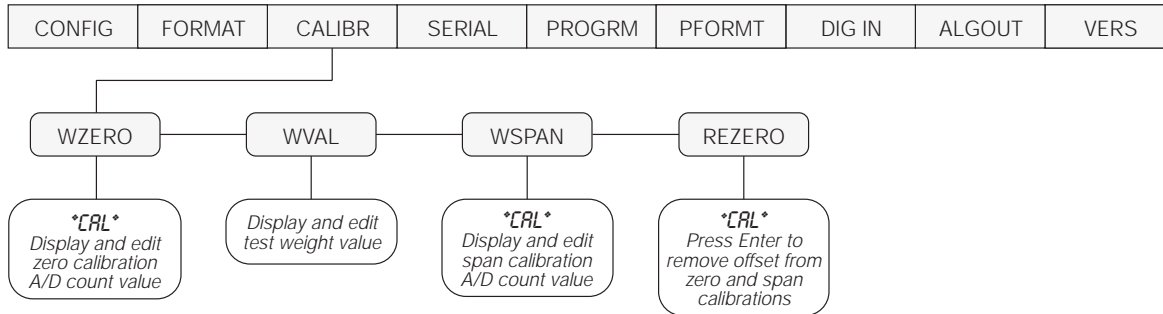 CONFIG FORMAT CALIBR SERIAL PROGRM PFORMT DIG IN ALGOUT VERS
WZERO WVAL WSPAN REZERO
*CAL*
Display and edit
zero calibration
A/D count value
Display and edit
test weight value
*CAL*
Display and edit
span calibration
A/D count value
*CAL*
Press Enter to
remove offset from
zero and span
calibrations